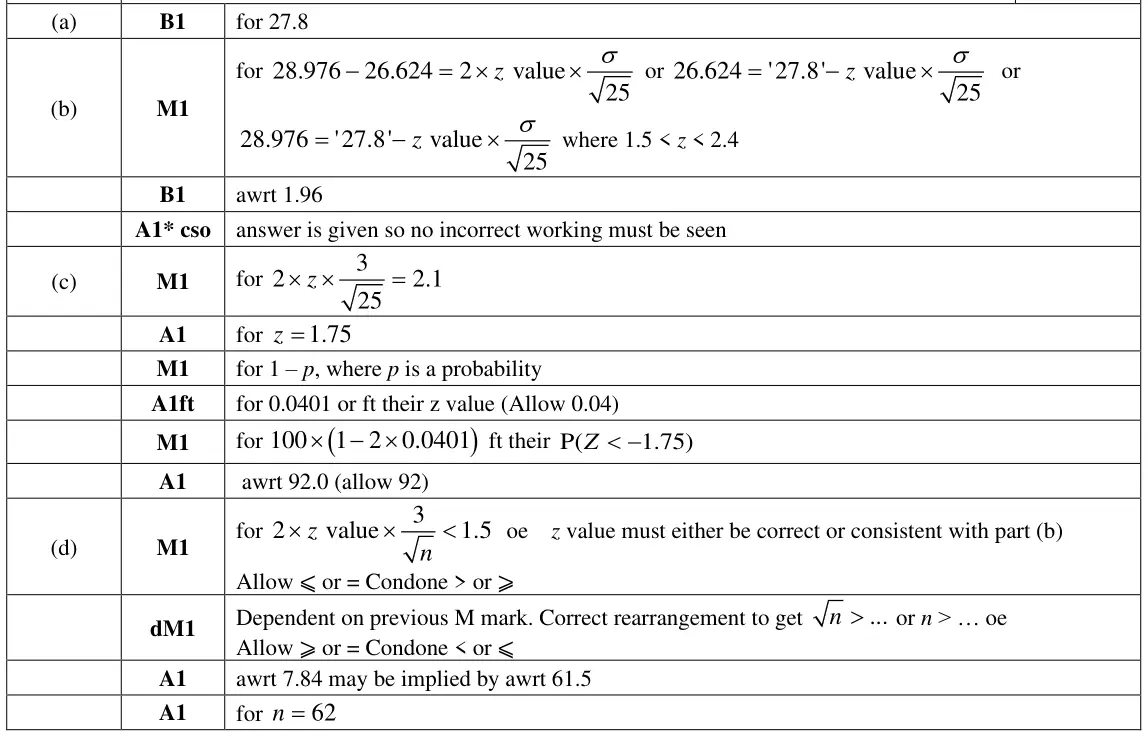 (a) B1 for 27.8
for 28.976 − 26.624 = 2 × z value × σ/√25 or 26.624 = '27.8' − z value × σ/√25 or
(b) M1
28.976 = '27.8' − z value × σ/√25 where 1.5 < z < 2.4
B1 awrt 1.96
A1* cso answer is given so no incorrect working must be seen
(c) M1 for 2 × z × 3/√25 = 2.1
A1 for z = 1.75
M1 for 1 – p, where p is a probability
A1ft for 0.0401 or ft their z value (Allow 0.04)
M1 for 100 × (1 − 2 × 0.0401) ft their P(Z < −1.75)
A1 awrt 92.0 (allow 92)
(d) M1 for 2 × z value × 3/√n < 1.5 oe z value must either be correct or consistent with part (b)
Allow ⩽ or = Condone > or ⩾
dM1 Dependent on previous M mark. Correct rearrangement to get √n > ... or n > … oe
Allow ⩾ or = Condone < or ⩽
A1 awrt 7.84 may be implied by awrt 61.5
A1 for n = 62